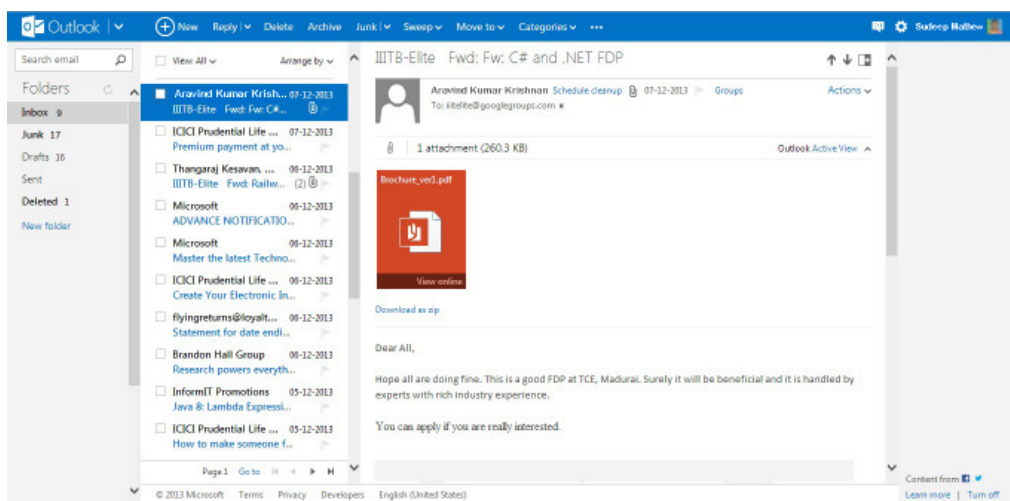 Outlook
New Reply Delete Archive Junk Sweep Move to Categories ...
Sudeep Mathew
Search email
Folders
Inbox 9
Junk 17
Drafts 16
Sent
Deleted 1
New folder
View: All Arrange by
Aravind Kumar Krish... 07-12-2013
IIITB-Elite Fwd: Fw: C#...
ICICI Prudential Life ... 07-12-2013
Premium payment at yo...
Thangaraj Kesavan, ... 06-12-2013
IIITB-Elite Fwd: Railw... (2)
Microsoft 06-12-2013
ADVANCE NOTIFICATIO...
Microsoft 06-12-2013
Master the latest Techno...
ICICI Prudential Life ... 06-12-2013
Create Your Electronic In...
flyingreturns@loyalt... 06-12-2013
Statement for date endi...
Brandon Hall Group 06-12-2013
Research powers everyth...
InformIT Promotions 05-12-2013
Java & Lambda Expressi...
ICICI Prudential Life ... 05-12-2013
How to make someone f...
Page 1 Go to
IIITB-Elite Fwd: Fw: C# and .NET FDP
Aravind Kumar Krishnan Schedule cleanup 07-12-2013 Groups Actions
To: iiitelite@googlegroups.com
1 attachment (260.3 KB) Outlook Active View
Brochure_ver1.pdf
View online
Download as zip
Dear All,
Hope all are doing fine. This is a good FDP at TCE, Madurai. Surely it will be beneficial and it is handled by
experts with rich industry experience.
You can apply if you are really interested.
Content from
Learn more | Turn off
© 2013 Microsoft Terms Privacy Developers English (United States)